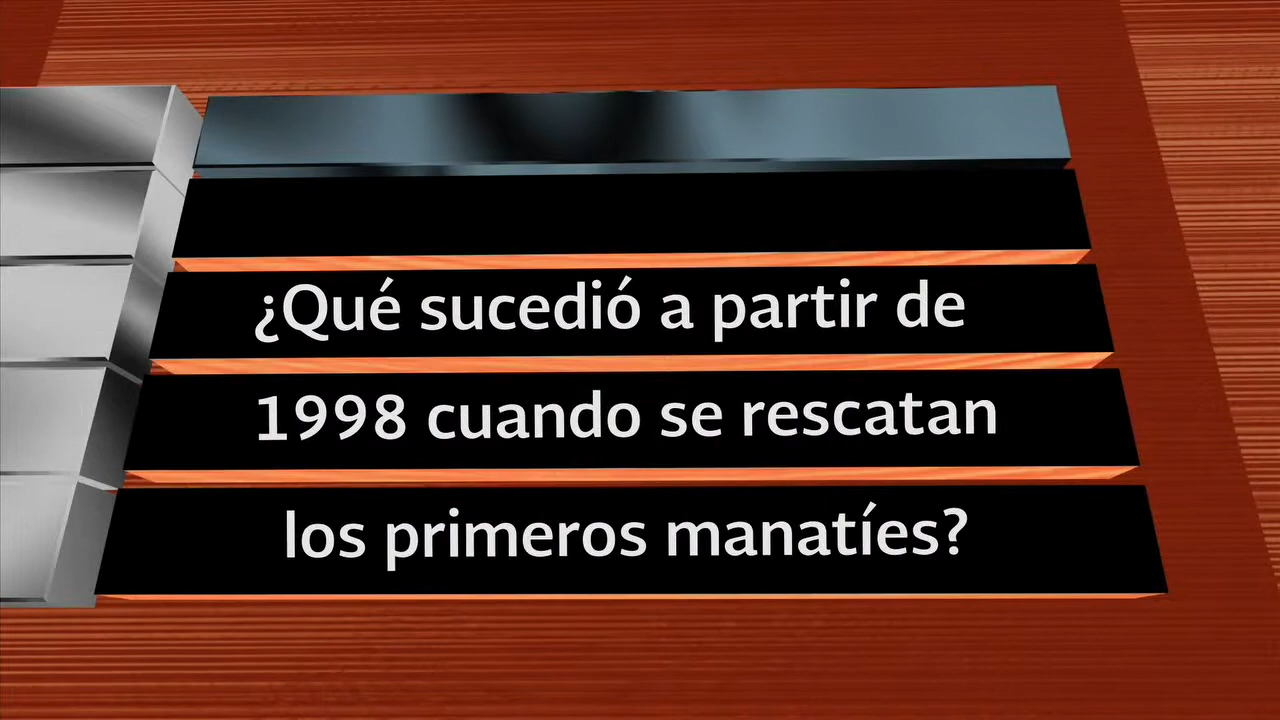 ¿Qué sucedió a partir de
1998 cuando se rescatan
los primeros manatíes?